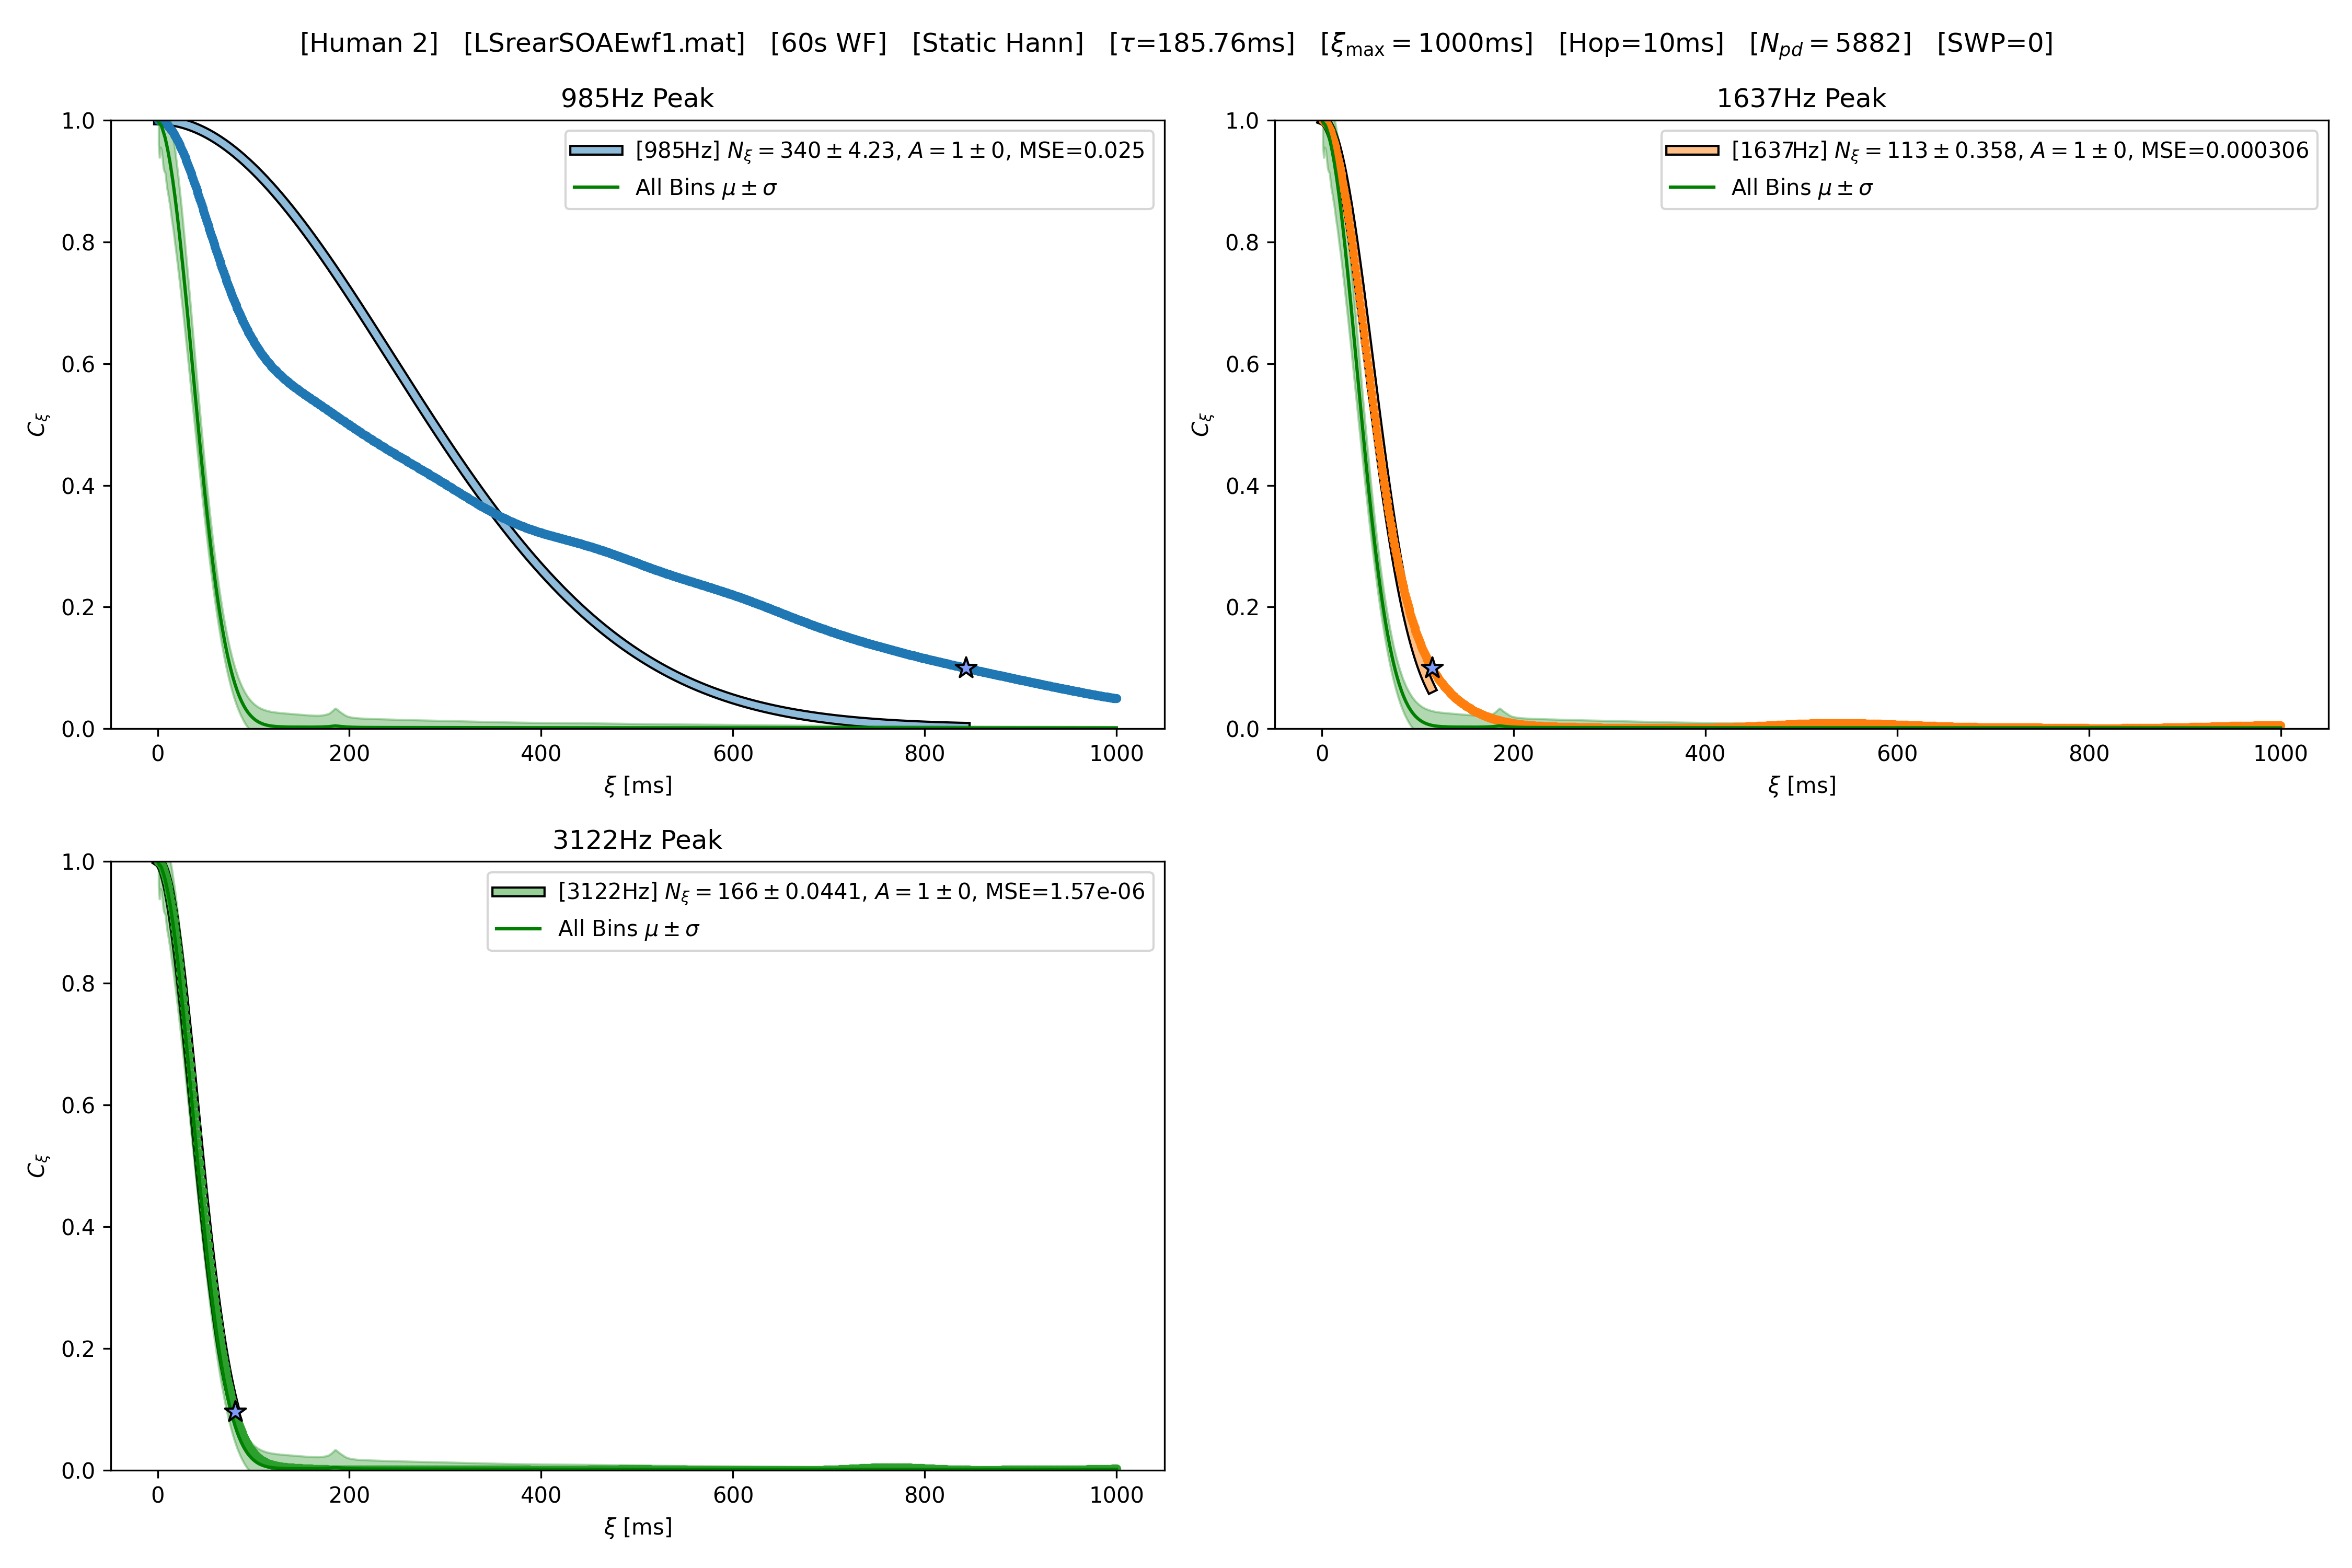 [Human 2] [LSrearSOAEwf1.mat] [60s WF] [Static Hann] [τ=185.76ms] [ξmax = 1000ms] [Hop=10ms] [Npd = 5882] [SWP=0]
985Hz Peak
1.0
0.8
0.6
0.4
0.2
0.0
Cξ
[985Hz] Nξ = 340 ± 4.23, A = 1 ± 0, MSE=0.025
All Bins μ ± σ
0 200 400 600 800 1000
ξ [ms]
1637Hz Peak
1.0
0.8
0.6
0.4
0.2
0.0
Cξ
[1637Hz] Nξ = 113 ± 0.358, A = 1 ± 0, MSE=0.000306
All Bins μ ± σ
0 200 400 600 800 1000
ξ [ms]
3122Hz Peak
1.0
0.8
0.6
0.4
0.2
0.0
Cξ
[3122Hz] Nξ = 166 ± 0.0441, A = 1 ± 0, MSE=1.57e-06
All Bins μ ± σ
0 200 400 600 800 1000
ξ [ms]